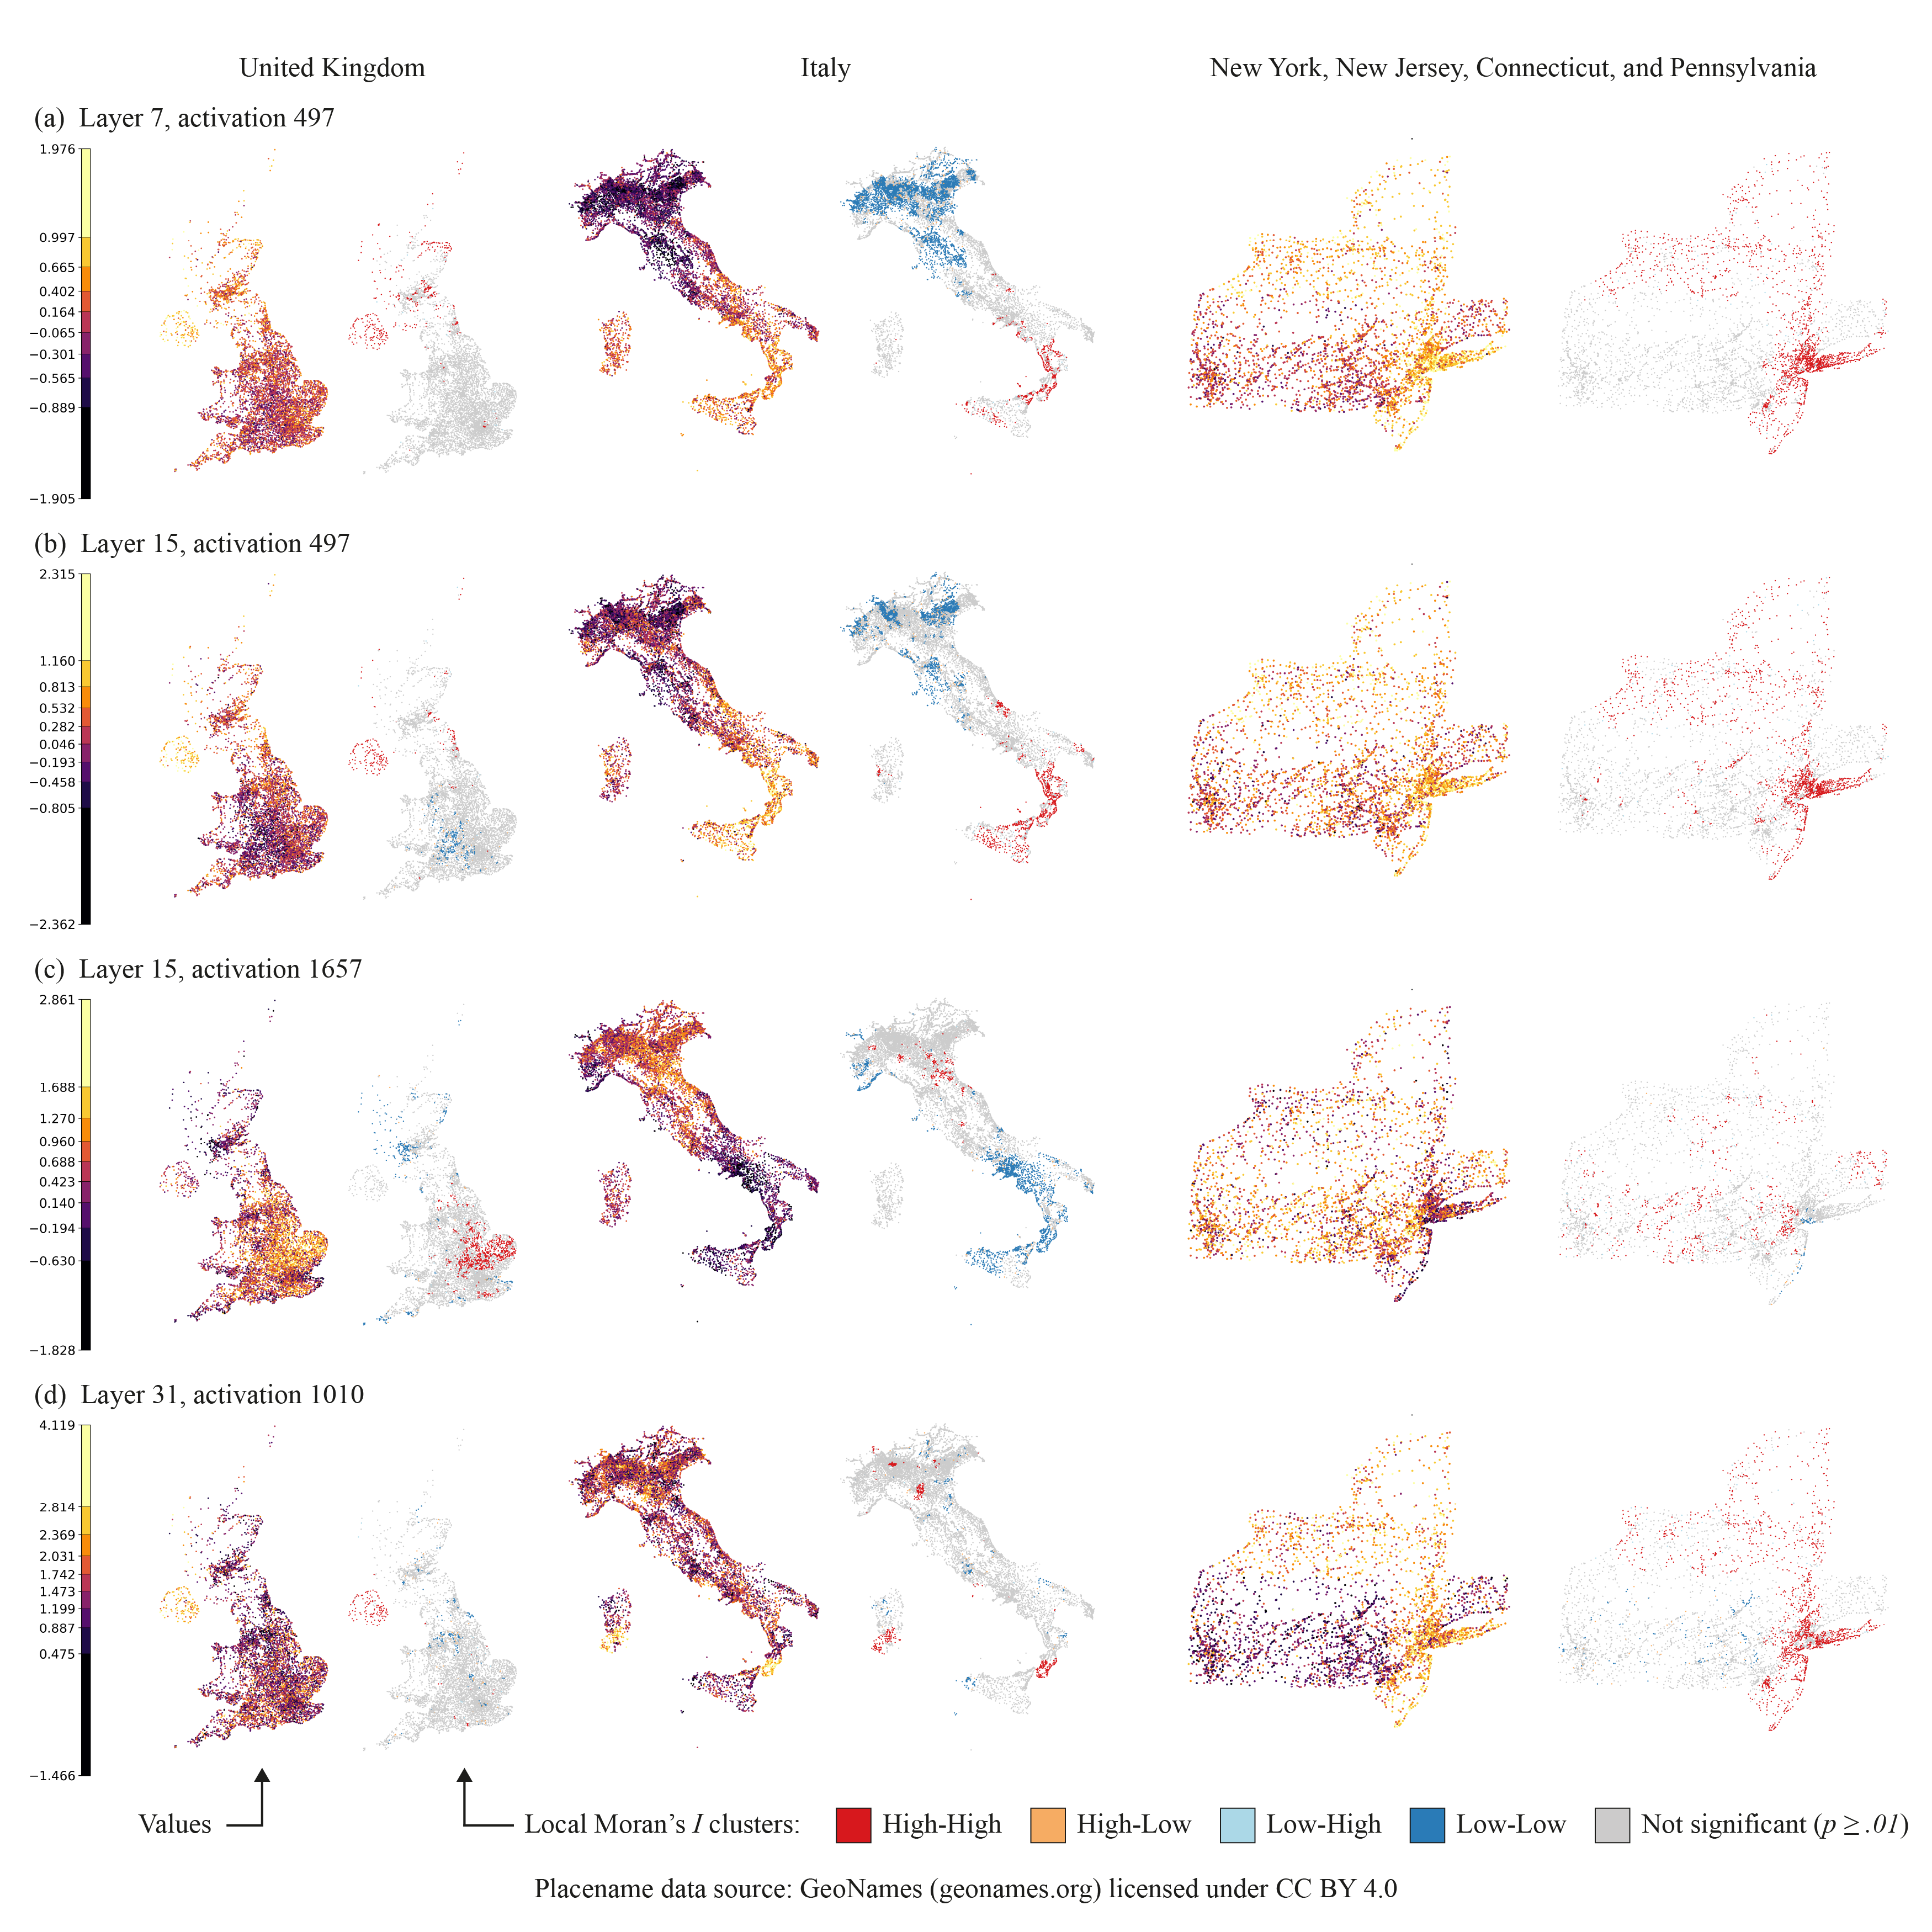 United Kingdom
Italy
New York, New Jersey, Connecticut, and Pennsylvania
(a) Layer 7, activation 497
1.976
0.997
0.665
0.402
0.164
−0.065
−0.301
−0.565
−0.889
−1.905
(b) Layer 15, activation 497
2.315
1.160
0.813
0.532
0.282
0.046
−0.193
−0.458
−0.805
−2.362
(c) Layer 15, activation 1657
2.861
1.688
1.270
0.960
0.688
0.423
0.140
−0.194
−0.630
−1.828
(d) Layer 31, activation 1010
4.119
2.814
2.369
2.031
1.742
1.473
1.199
0.887
0.475
−1.466
Values
Local Moran’s I clusters:
High-High
High-Low
Low-High
Low-Low
Not significant (p ≥ .01)
Placename data source: GeoNames (geonames.org) licensed under CC BY 4.0